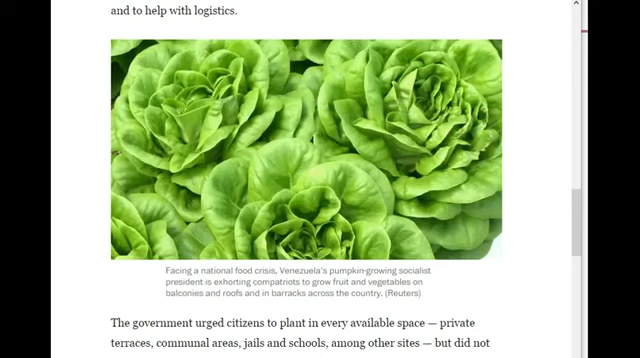 and to help with logistics.
Facing a national food crisis, Venezuela's pumpkin-growing socialist
president is exhorting compatriots to grow fruit and vegetables on
balconies and roofs and in barracks across the country. (Reuters)
The government urged citizens to plant in every available space — private
terraces, communal areas, jails and schools, among other sites — but did not